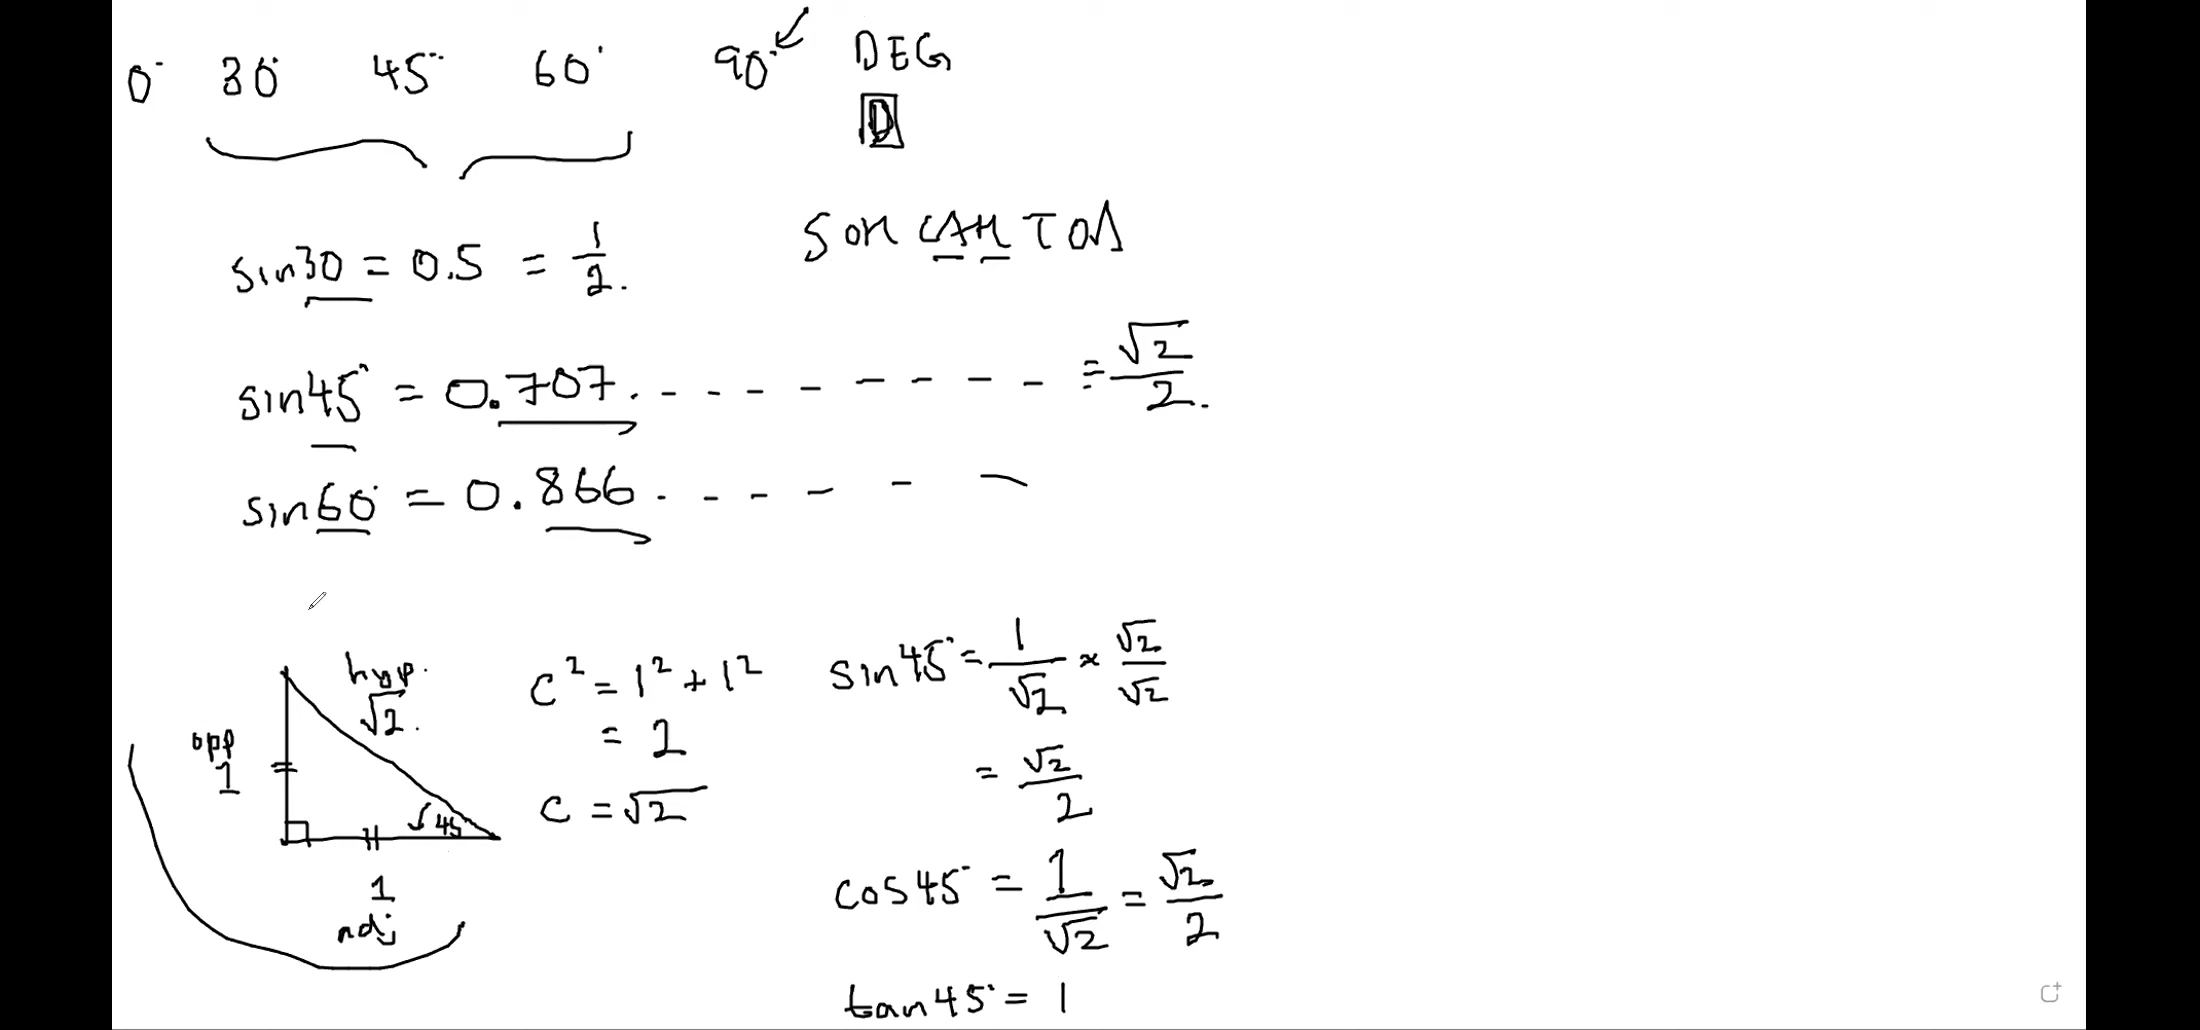 0° 30° 45° 60° 90° DEG
D
SOH CAH TOA
sin30 = 0.5 = 1/2.
sin45° = 0.707. - - - - - - - - = √2/2.
sin60° = 0.866. - - - - -
hyp.
√2.
opp
1
45
1
adj
c² = 1² + 1²
= 2
c = √2
sin45° = 1/√2 × √2/√2
= √2/2
cos45° = 1/√2 = √2/2
tan45° = 1